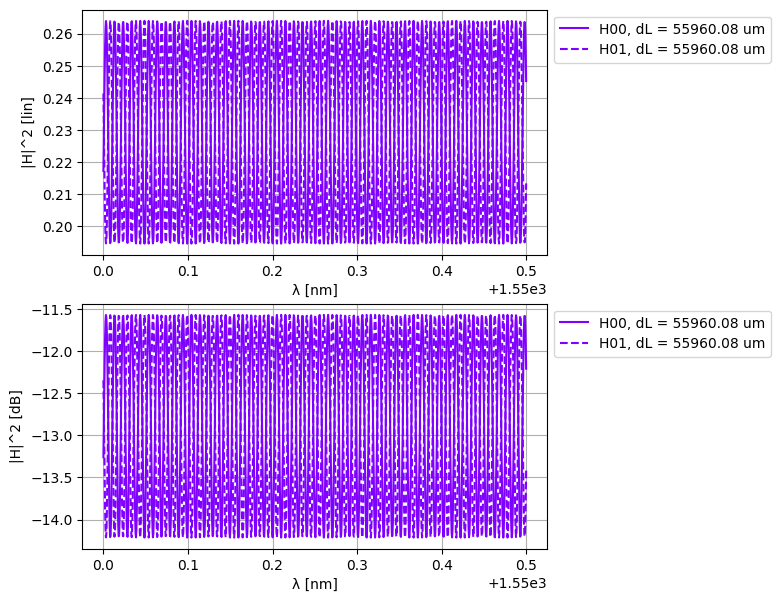 0.26
0.25
0.24
0.23
0.22
0.21
0.20
|H|^2 [lin]
0.0 0.1 0.2 0.3 0.4 0.5
λ [nm]
+1.55e3
H00, dL = 55960.08 um
H01, dL = 55960.08 um
−11.5
−12.0
−12.5
−13.0
−13.5
−14.0
|H|^2 [dB]
0.0 0.1 0.2 0.3 0.4 0.5
λ [nm]
+1.55e3
H00, dL = 55960.08 um
H01, dL = 55960.08 um